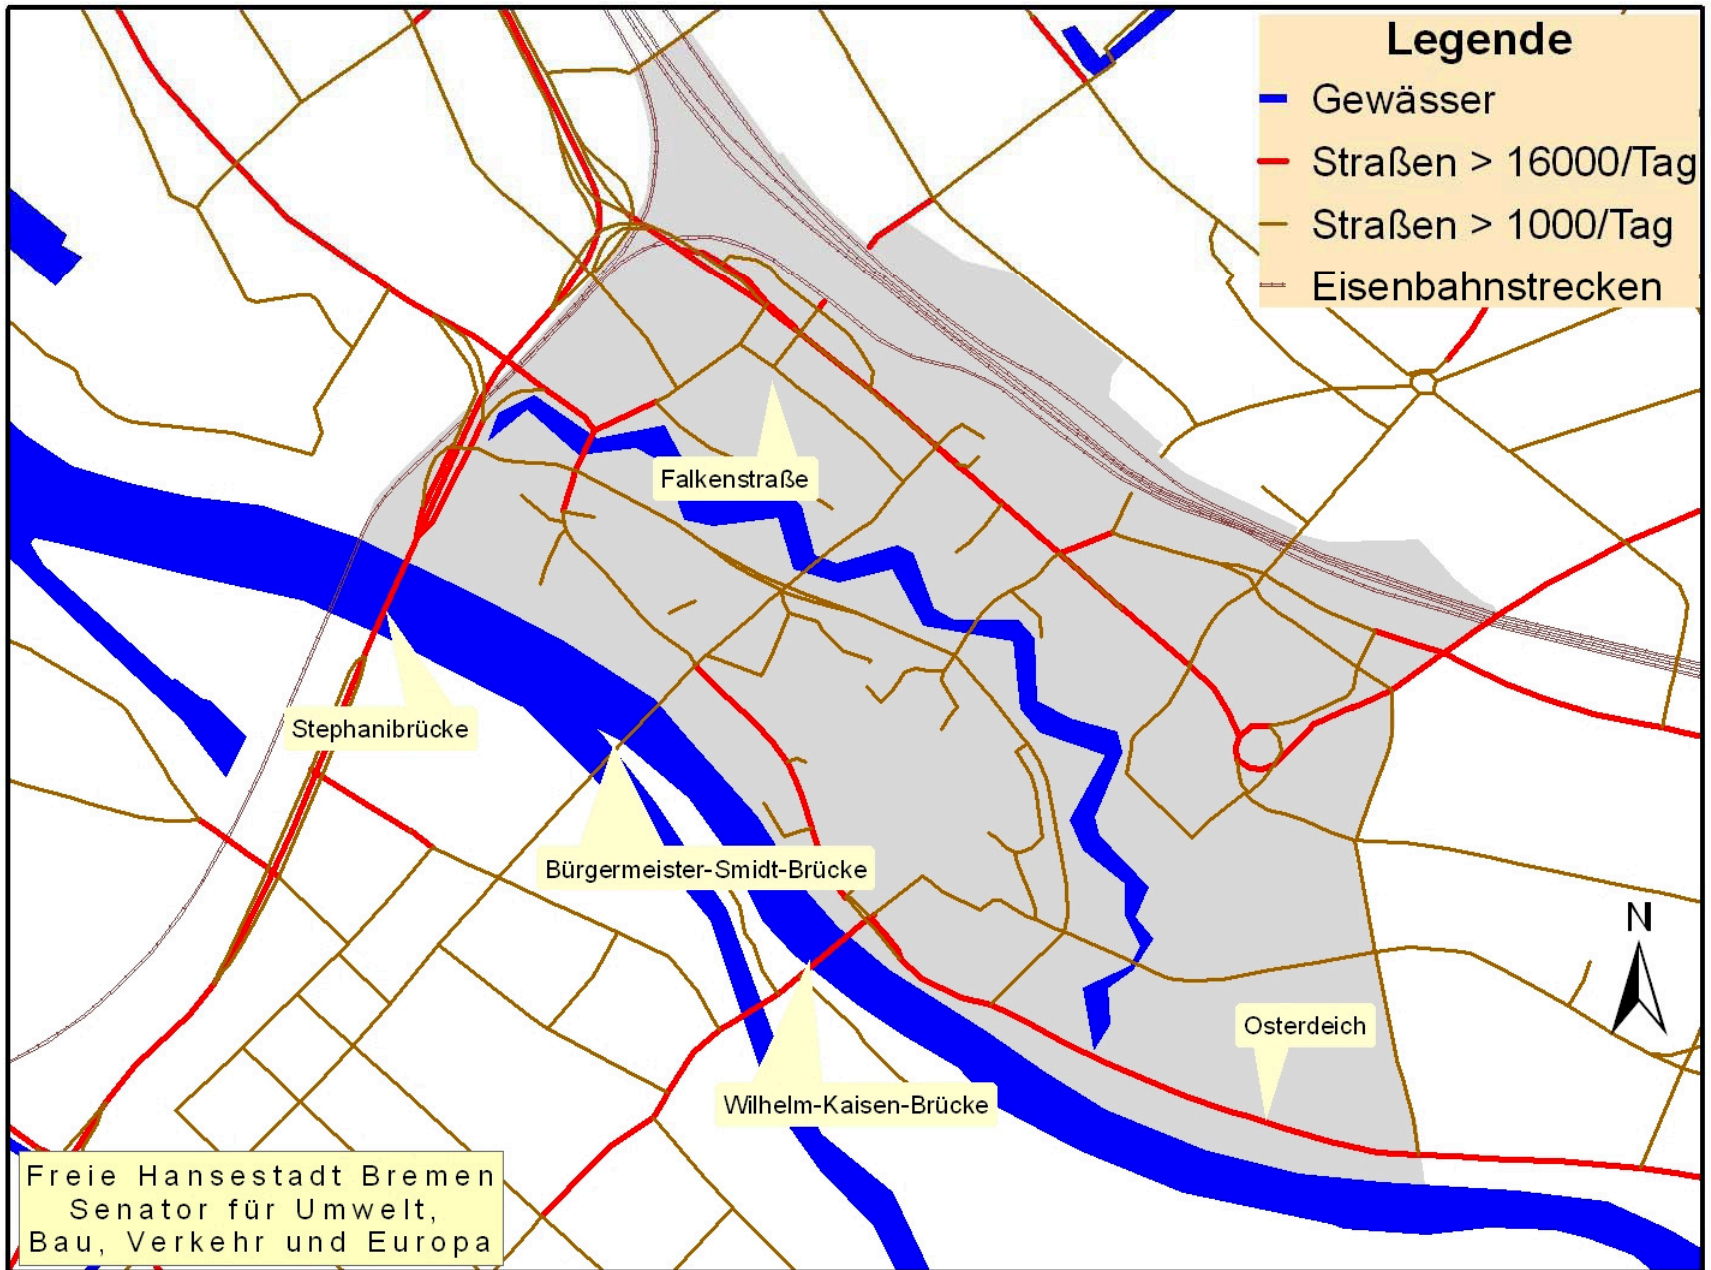 Legende
Gewässer
Straßen > 16000/Tag
Straßen > 1000/Tag
Eisenbahnstrecken
Falkenstraße
Stephanibrücke
Bürgermeister-Smidt-Brücke
N
Osterdeich
Wilhelm-Kaisen-Brücke
Freie Hansestadt Bremen
Senator für Umwelt,
Bau, Verkehr und Europa